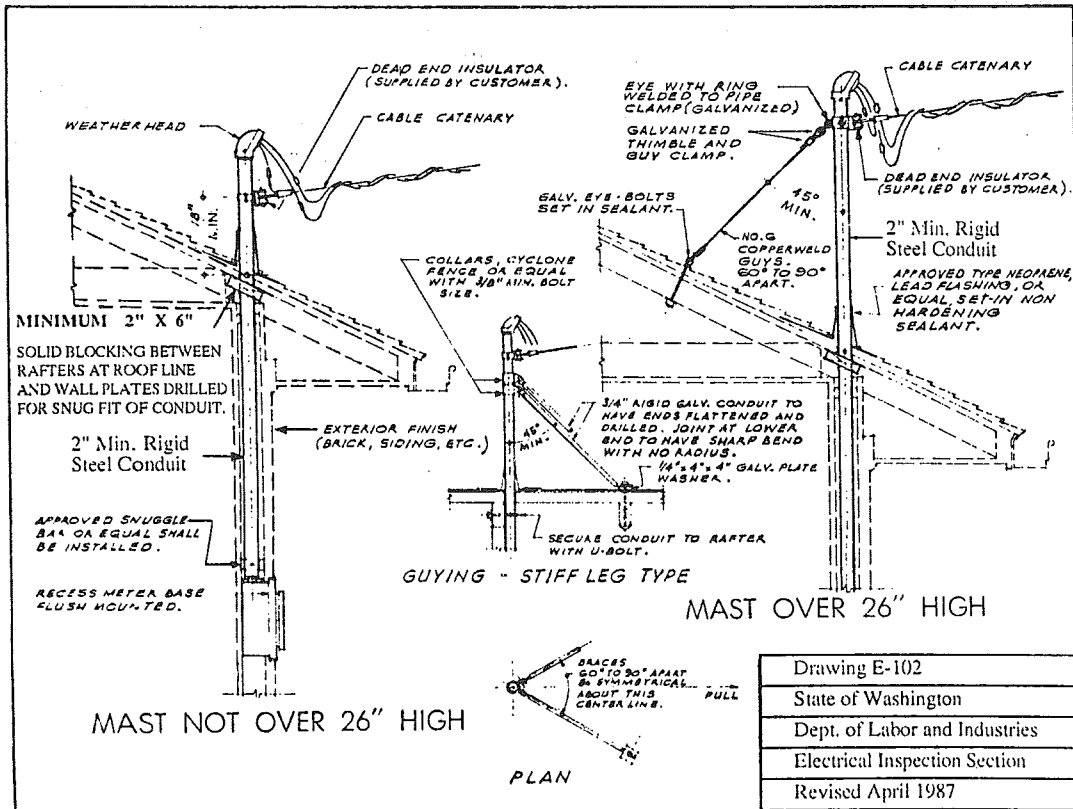 DEAD END INSULATOR
(SUPPLIED BY CUSTOMER).
CABLE CATENARY
WEATHERHEAD
18"
MIN.
MINIMUM 2" X 6"
SOLID BLOCKING BETWEEN
RAFTERS AT ROOF LINE
AND WALL PLATES DRILLED
FOR SNUG FIT OF CONDUIT.
2" Min. Rigid
Steel Conduit
EXTERIOR FINISH
(BRICK, SIDING, ETC.)
APPROVED SNUGGLE
BAR OR EQUAL SHALL
BE INSTALLED.
RECESS METER BASE
FLUSH MOUNTED.
MAST NOT OVER 26" HIGH
COLLARS, CYCLONE
FENCE OR EQUAL
WITH 3/8" MIN. BOLT
SIZE.
45°
MIN.
3/4" RIGID GALV. CONDUIT TO
HAVE ENDS FLATTENED AND
DRILLED. JOINT AT LOWER
END TO HAVE SHARP BEND
WITH NO RADIUS.
1/4" x 4" x 4" GALV. PLATE
WASHER.
SECURE CONDUIT TO RAFTER
WITH U-BOLT.
GUYING - STIFF LEG TYPE
EYE WITH RING
WELDED TO PIPE
CLAMP (GALVANIZED)
GALVANIZED
THIMBLE AND
GUY CLAMP.
CABLE CATENARY
DEAD END INSULATOR
(SUPPLIED BY CUSTOMER).
GALV. EYE-BOLTS
SET IN SEALANT.
45°
MIN.
NO.6
COPPERWELD
GUYS.
60° TO 90°
APART.
2" Min. Rigid
Steel Conduit
APPROVED TYPE NEOPRENE,
LEAD FLASHING, OR
EQUAL, SET-IN NON
HARDENING
SEALANT.
MAST OVER 26" HIGH
BRACES
60° TO 90° APART
& SYMMETRICAL
ABOUT THIS
CENTER LINE.
PULL
PLAN
Drawing E-102
State of Washington
Dept. of Labor and Industries
Electrical Inspection Section
Revised April 1987